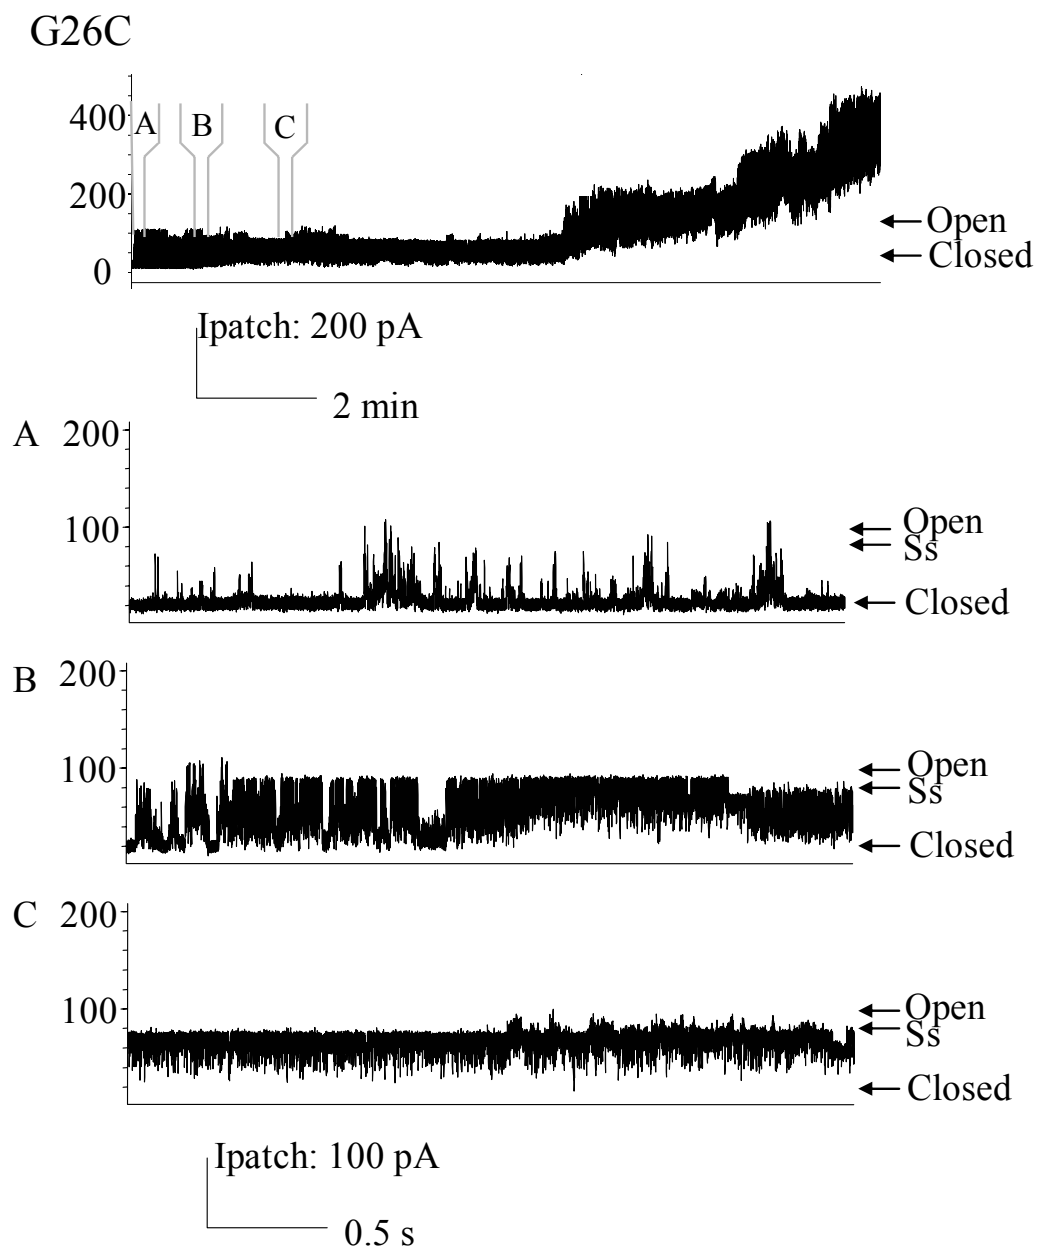 G26C
400
A B C
200
Open
Closed
0
Ipatch: 200 pA
2 min
A 200
100
Open
Ss
Closed
B 200
100
Open
Ss
Closed
C 200
100
Open
Ss
Closed
Ipatch: 100 pA
0.5 s